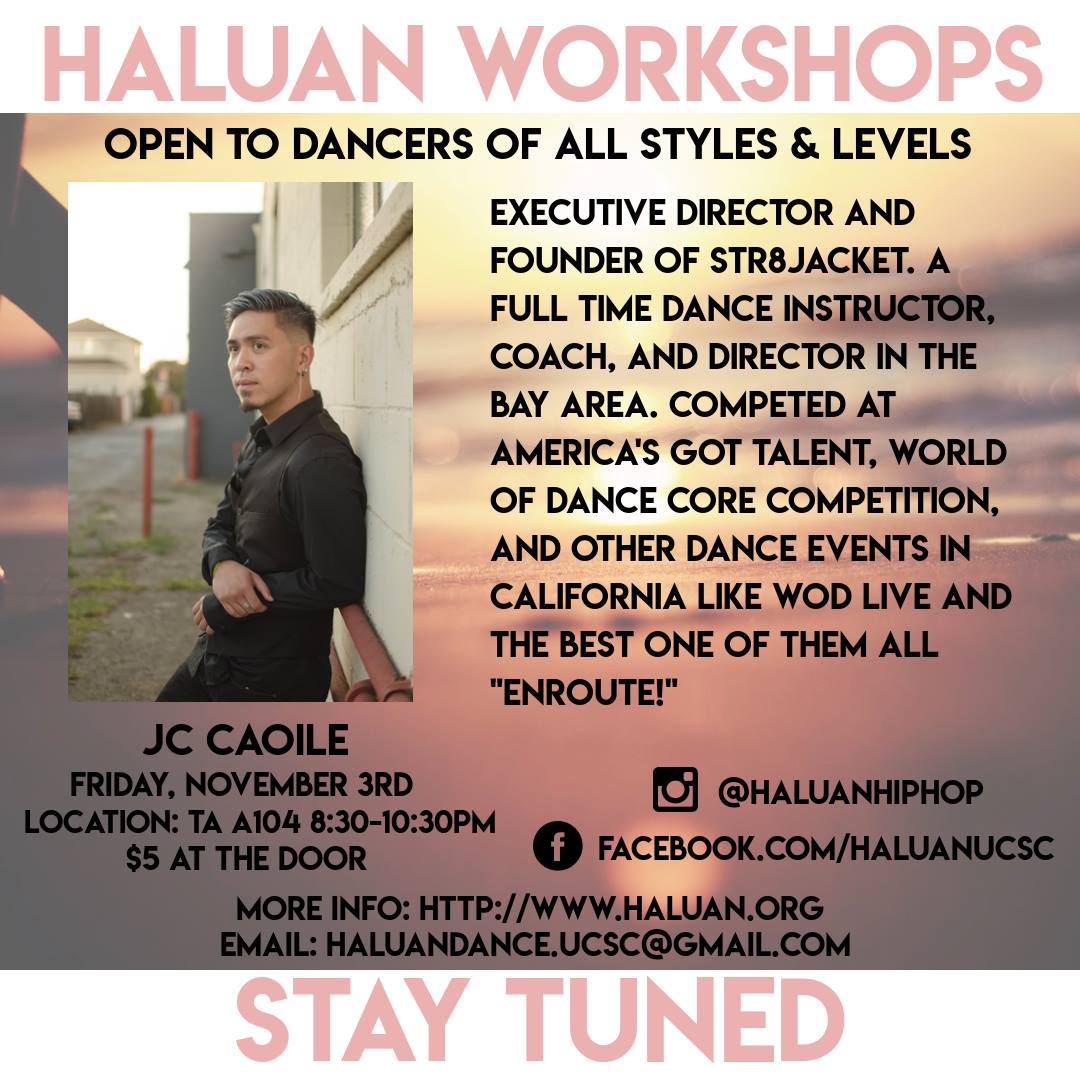 HALUAN WORKSHOPS
OPEN TO DANCERS OF ALL STYLES & LEVELS
EXECUTIVE DIRECTOR AND
FOUNDER OF STR8JACKET. A
FULL TIME DANCE INSTRUCTOR,
COACH, AND DIRECTOR IN THE
BAY AREA. COMPETED AT
AMERICA'S GOT TALENT, WORLD
OF DANCE CORE COMPETITION,
AND OTHER DANCE EVENTS IN
CALIFORNIA LIKE WOD LIVE AND
THE BEST ONE OF THEM ALL
"ENROUTE!"
JC CAOILE
FRIDAY, NOVEMBER 3RD
LOCATION: TA A104 8:30-10:30PM
$5 AT THE DOOR
@HALUANHIPHOP
FACEBOOK.COM/HALUANUCSC
MORE INFO: HTTP://WWW.HALUAN.ORG
EMAIL: HALUANDANCE.UCSC@GMAIL.COM
STAY TUNED